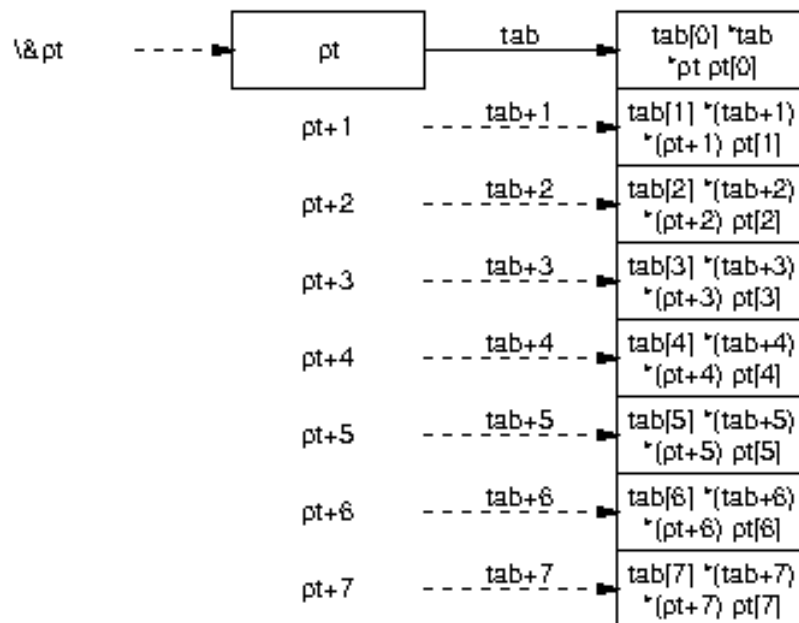 \&pt pt tab tab[0] *tab
*pt pt[0]
pt+1 tab+1 tab[1] *(tab+1)
*(pt+1) pt[1]
pt+2 tab+2 tab[2] *(tab+2)
*(pt+2) pt[2]
pt+3 tab+3 tab[3] *(tab+3)
*(pt+3) pt[3]
pt+4 tab+4 tab[4] *(tab+4)
*(pt+4) pt[4]
pt+5 tab+5 tab[5] *(tab+5)
*(pt+5) pt[5]
pt+6 tab+6 tab[6] *(tab+6)
*(pt+6) pt[6]
pt+7 tab+7 tab[7] *(tab+7)
*(pt+7) pt[7]